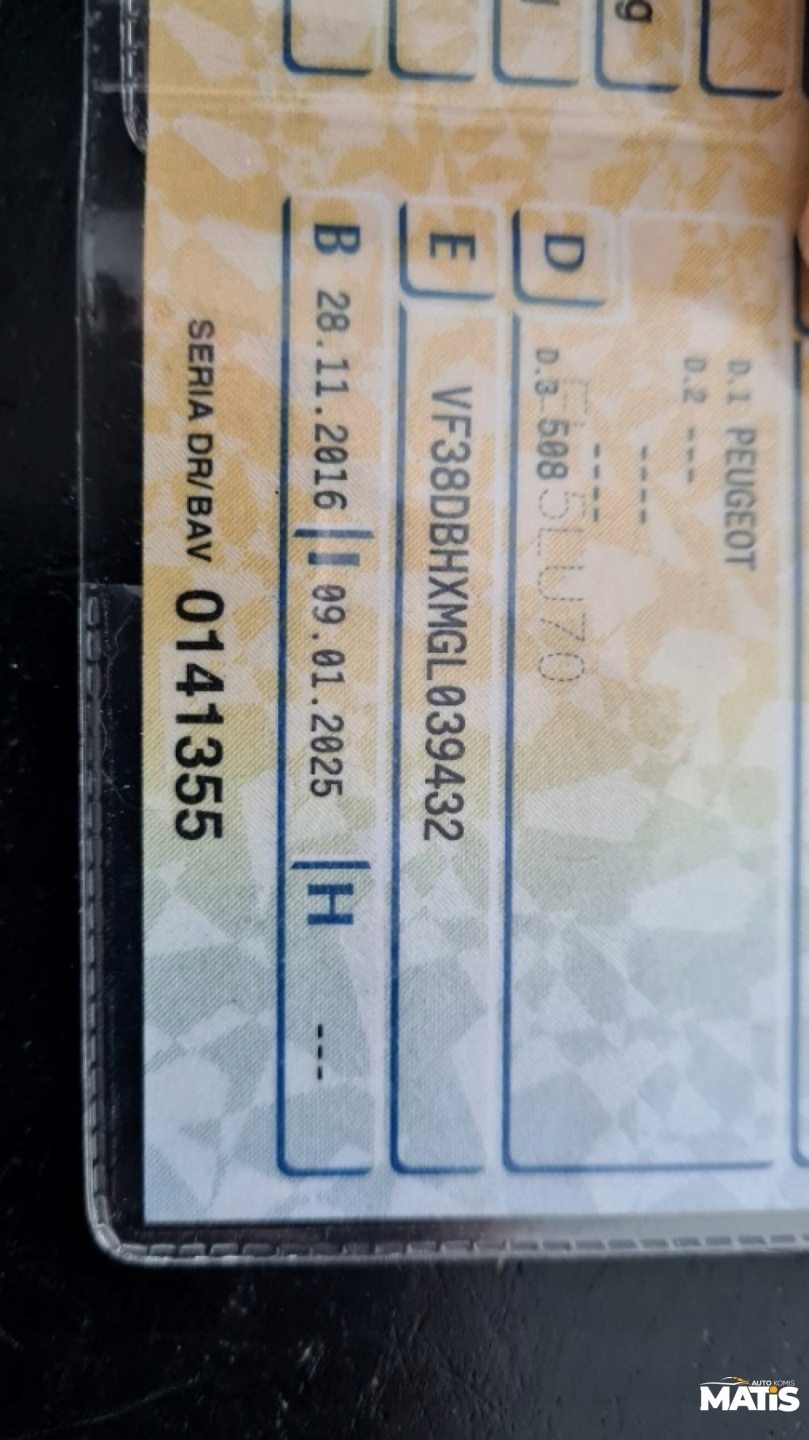 g
D.1 PEUGEOT
D.2 ---
----
----
D
D.3 508
E
VF38DBHXMGL039432
B 28.11.2016 || 09.01.2025 H ---
SERIA DR/BAV 0141355
AUTO KOMIS
MATIS